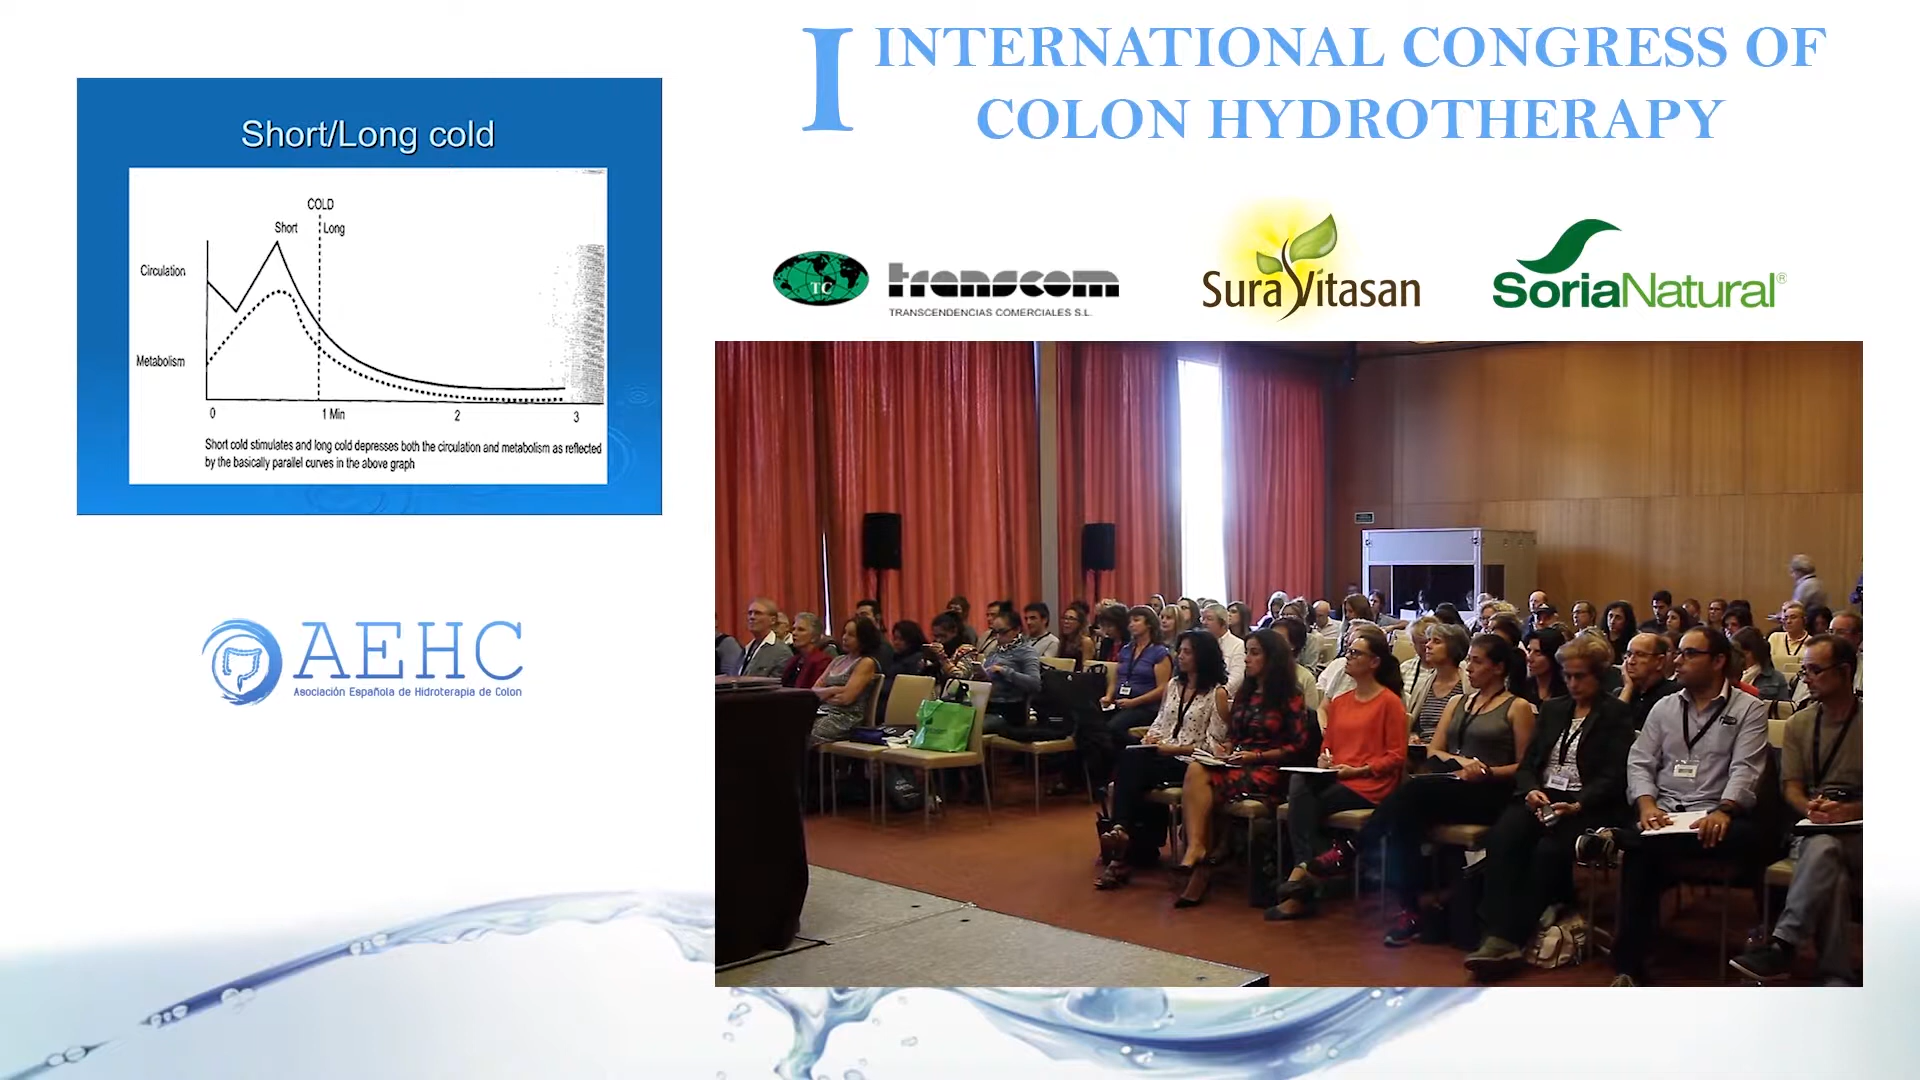 I INTERNATIONAL CONGRESS OF
COLON HYDROTHERAPY
Short/Long cold
COLD
Short
Long
Circulation
Metabolism
0
1 Min
2
3
Short cold stimulates and long cold depresses both the circulation and metabolism as reflected
by the basically parallel curves in the above graph
TC
transcom
TRANSCENDENCIAS COMERCIALES S.L.
SuraVitasan
SoriaNatural®
AEHC
Asociación Española de Hidroterapia de Colon